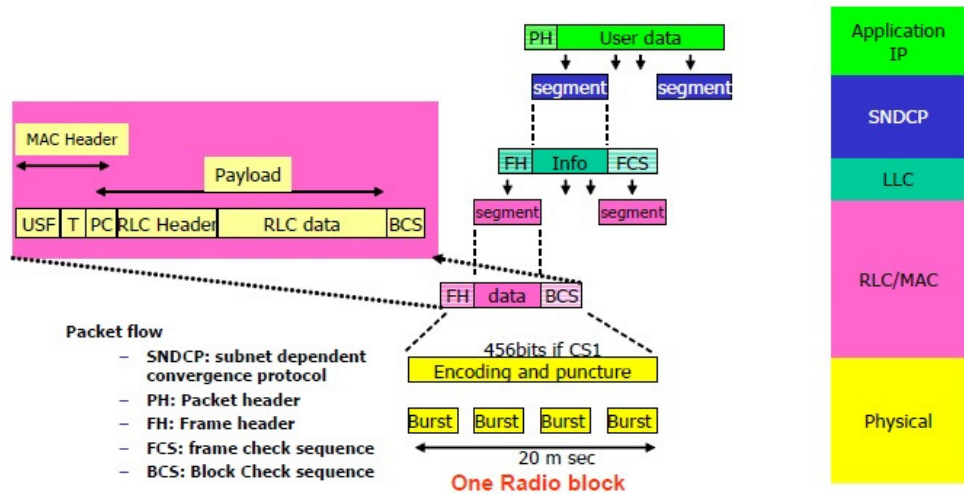 PH User data
segment segment
FH Info FCS
segment segment
FH data BCS
456bits if CS1
Encoding and puncture
Burst Burst Burst Burst
20 m sec
One Radio block
MAC Header
Payload
USF T PC RLC Header RLC data BCS
Packet flow
– SNDCP: subnet dependent
convergence protocol
– PH: Packet header
– FH: Frame header
– FCS: frame check sequence
– BCS: Block Check sequence
Application
IP
SNDCP
LLC
RLC/MAC
Physical